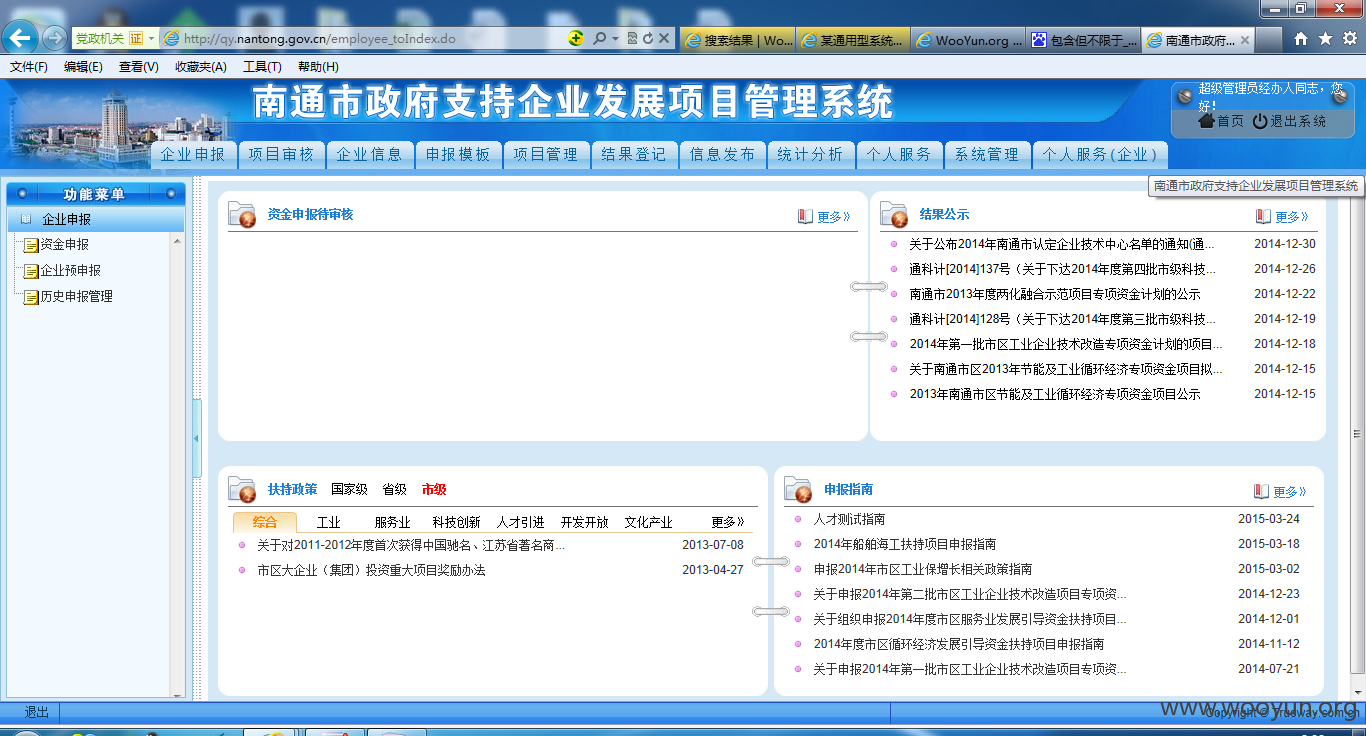 党政机关 证 http://qy.nantong.gov.cn/employee_toIndex.do
搜索结果 | Wo...
某通用型系统...
WooYun.org ...
包含但不限于_...
南通市政府...
文件(F) 编辑(E) 查看(V) 收藏夹(A) 工具(T) 帮助(H)
南通市政府支持企业发展项目管理系统
超级管理员经办人同志，您
好!
首页 退出系统
企业申报 项目审核 企业信息 申报模板 项目管理 结果登记 信息发布 统计分析 个人服务 系统管理 个人服务(企业)
南通市政府支持企业发展项目管理系统
功能菜单
企业申报
资金申报
企业预申报
历史申报管理
资金申报待审核 更多》
结果公示 更多》
关于公布2014年南通市认定企业技术中心名单的通知(通... 2014-12-30
通科计[2014]137号（关于下达2014年度第四批市级科技... 2014-12-26
南通市2013年度两化融合示范项目专项资金计划的公示 2014-12-22
通科计[2014]128号（关于下达2014年度第三批市级科技... 2014-12-19
2014年第一批市区工业企业技术改造专项资金计划的项目... 2014-12-18
关于南通市区2013年节能及工业循环经济专项资金项目拟... 2014-12-15
2013年南通市区节能及工业循环经济专项资金项目公示 2014-12-15
扶持政策 国家级 省级 市级
综合 工业 服务业 科技创新 人才引进 开发开放 文化产业 更多》
关于对2011-2012年度首次获得中国驰名、江苏省著名商... 2013-07-08
市区大企业（集团）投资重大项目奖励办法 2013-04-27
申报指南 更多》
人才测试指南 2015-03-24
2014年船舶海工扶持项目申报指南 2015-03-18
申报2014年市区工业保增长相关政策指南 2015-03-02
关于申报2014年第二批市区工业企业技术改造项目专项资... 2014-12-23
关于组织申报2014年度市区服务业发展引导资金扶持项目... 2014-12-01
2014年度市区循环经济发展引导资金扶持项目申报指南 2014-11-12
关于申报2014年第一批市区工业企业技术改造项目专项资... 2014-07-21
退出
Copyright © Trueway.com.cn
www.wooyun.org